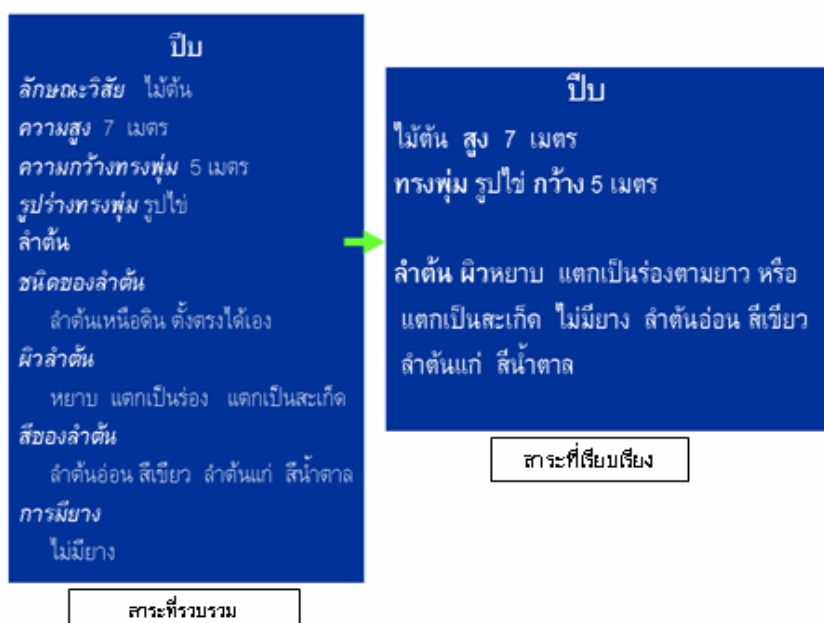 ปีบ
ลักษณะวิสัย ไม้ต้น
ความสูง 7 เมตร
ความกว้างทรงพุ่ม 5 เมตร
รูปร่างทรงพุ่ม รูปไข่
ลำต้น
ชนิดของลำต้น
ลำต้นเหนือดิน ตั้งตรงได้เอง
ผิวลำต้น
หยาบ แตกเป็นร่อง แตกเป็นสะเก็ด
สีของลำต้น
ลำต้นอ่อน สีเขียว ลำต้นแก่ สีน้ำตาล
การมียาง
ไม่มียาง
สาระที่รวบรวม
ปีบ
ไม้ต้น สูง 7 เมตร
ทรงพุ่ม รูปไข่ กว้าง 5 เมตร
ลำต้น ผิวหยาบ แตกเป็นร่องตามยาว หรือ
แตกเป็นสะเก็ด ไม่มียาง ลำต้นอ่อน สีเขียว
ลำต้นแก่ สีน้ำตาล
สาระที่เรียบเรียง